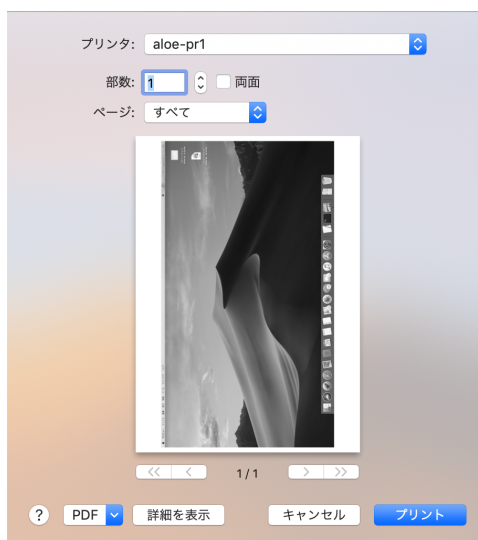 プリンタ: aloe-pr1
部数: 1 両面
ページ: すべて
<< < 1 / 1 > >>
? PDF 詳細を表示 キャンセル プリント